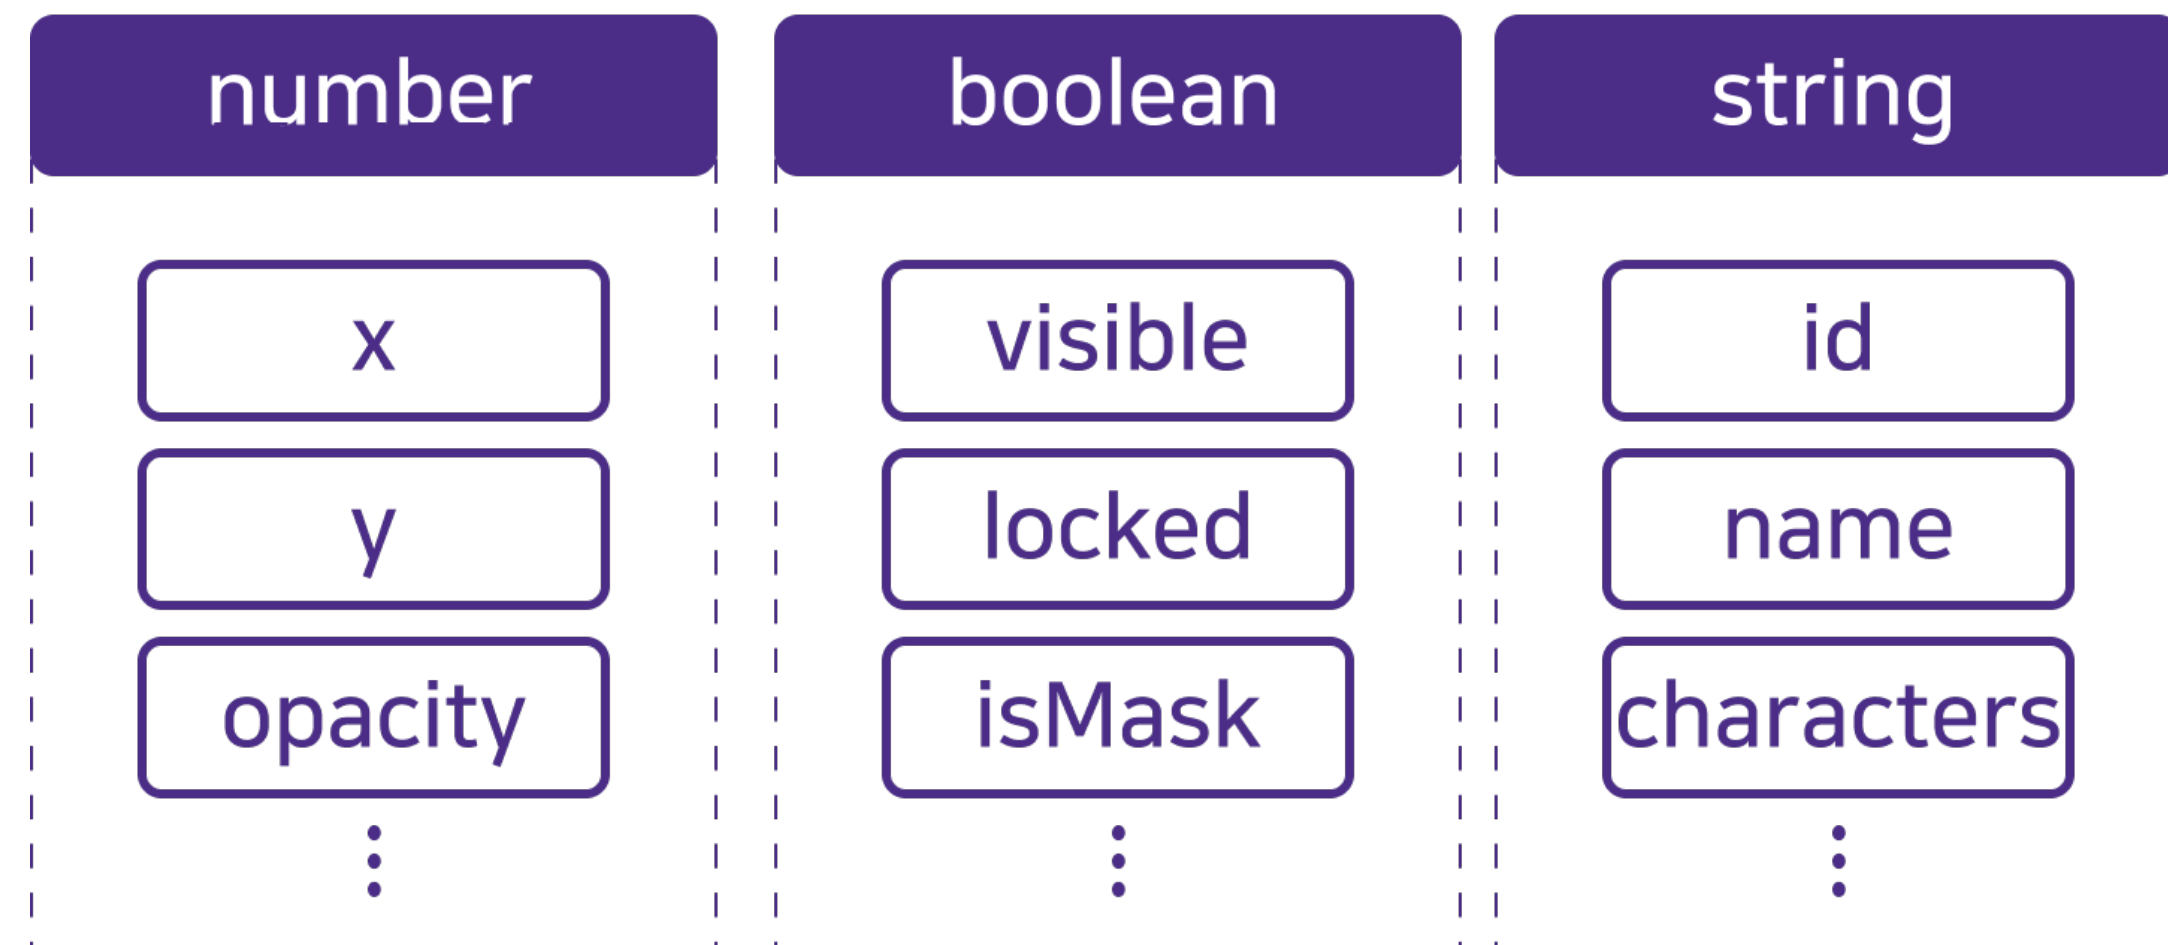 number
x
y
opacity
boolean
visible
locked
isMask
string
id
name
characters